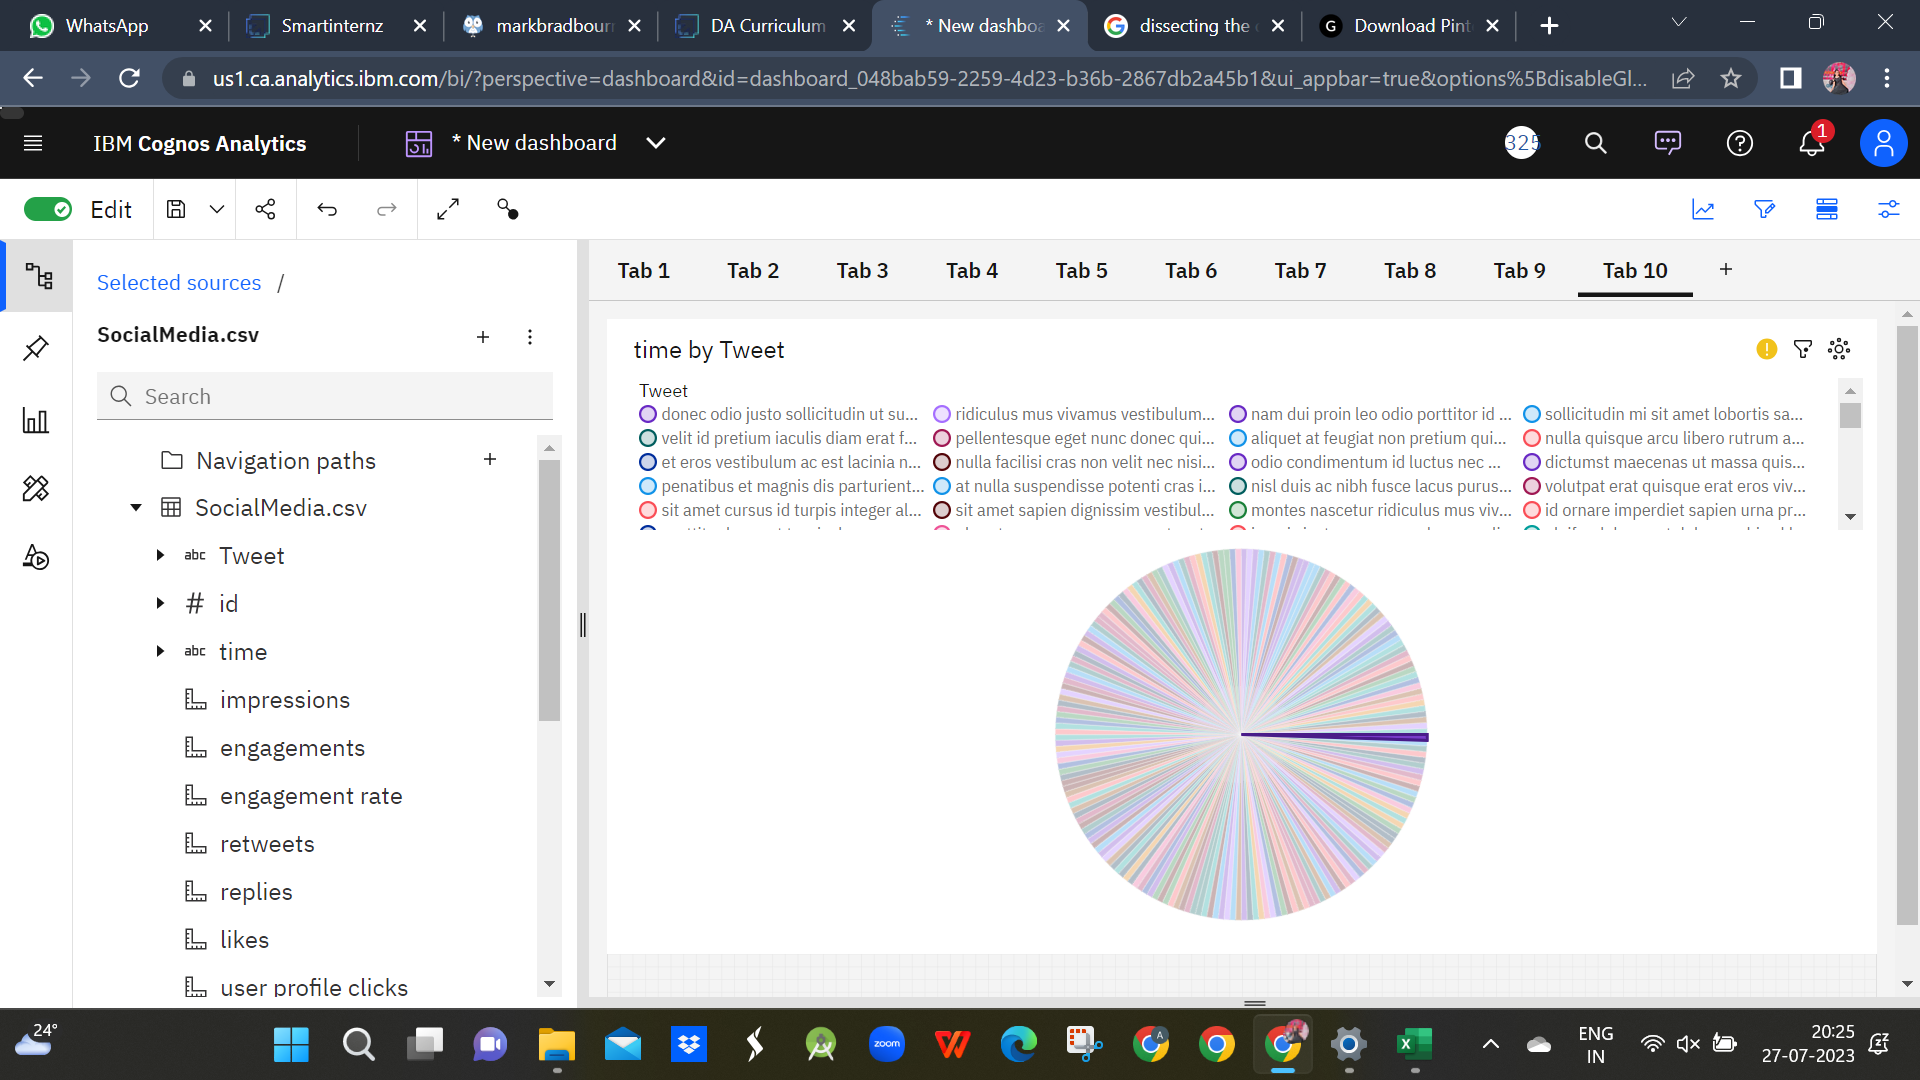 WhatsApp
Smartinternz
markbradbourn
DA Curriculum
* New dashboa
dissecting the
Download Pint
us1.ca.analytics.ibm.com/bi/?perspective=dashboard&id=dashboard_048bab59-2259-4d23-b36b-2867db2a45b1&ui_appbar=true&options%5BdisableGl...
IBM Cognos Analytics
* New dashboard
325
1
Edit
Selected sources /
SocialMedia.csv
Search
Navigation paths
SocialMedia.csv
abc Tweet
# id
abc time
impressions
engagements
engagement rate
retweets
replies
likes
user profile clicks
Tab 1 Tab 2 Tab 3 Tab 4 Tab 5 Tab 6 Tab 7 Tab 8 Tab 9 Tab 10 +
time by Tweet
Tweet
donec odio justo sollicitudin ut su... ridiculus mus vivamus vestibulum... nam dui proin leo odio porttitor id ... sollicitudin mi sit amet lobortis sa...
velit id pretium iaculis diam erat f... pellentesque eget nunc donec qui... aliquet at feugiat non pretium qui... nulla quisque arcu libero rutrum a...
et eros vestibulum ac est lacinia n... nulla facilisi cras non velit nec nisi... odio condimentum id luctus nec ... dictumst maecenas ut massa quis...
penatibus et magnis dis parturient... at nulla suspendisse potenti cras i... nisl duis ac nibh fusce lacus purus... volutpat erat quisque erat eros viv...
sit amet cursus id turpis integer al... sit amet sapien dignissim vestibul... montes nascetur ridiculus mus viv... id ornare imperdiet sapien urna pr...
24°
zoom
ENG
IN
20:25
27-07-2023